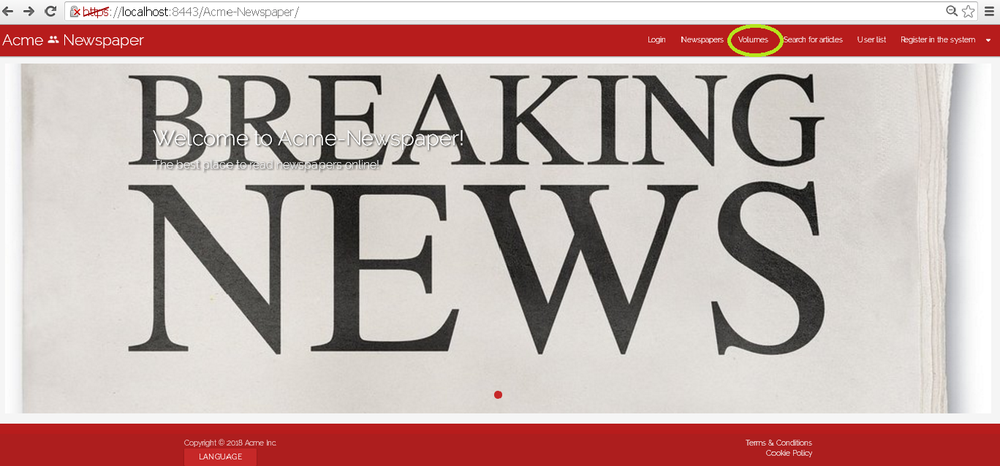 https://localhost:8443/Acme-Newspaper/
Acme Newspaper
Login Newspapers Volumes Search for articles User list Register in the system
BREAKING
Welcome to Acme-Newspaper!
The best place to read newspapers online!
NEWS
Copyright © 2018 Acme Inc.
LANGUAGE
Terms & Conditions
Cookie Policy